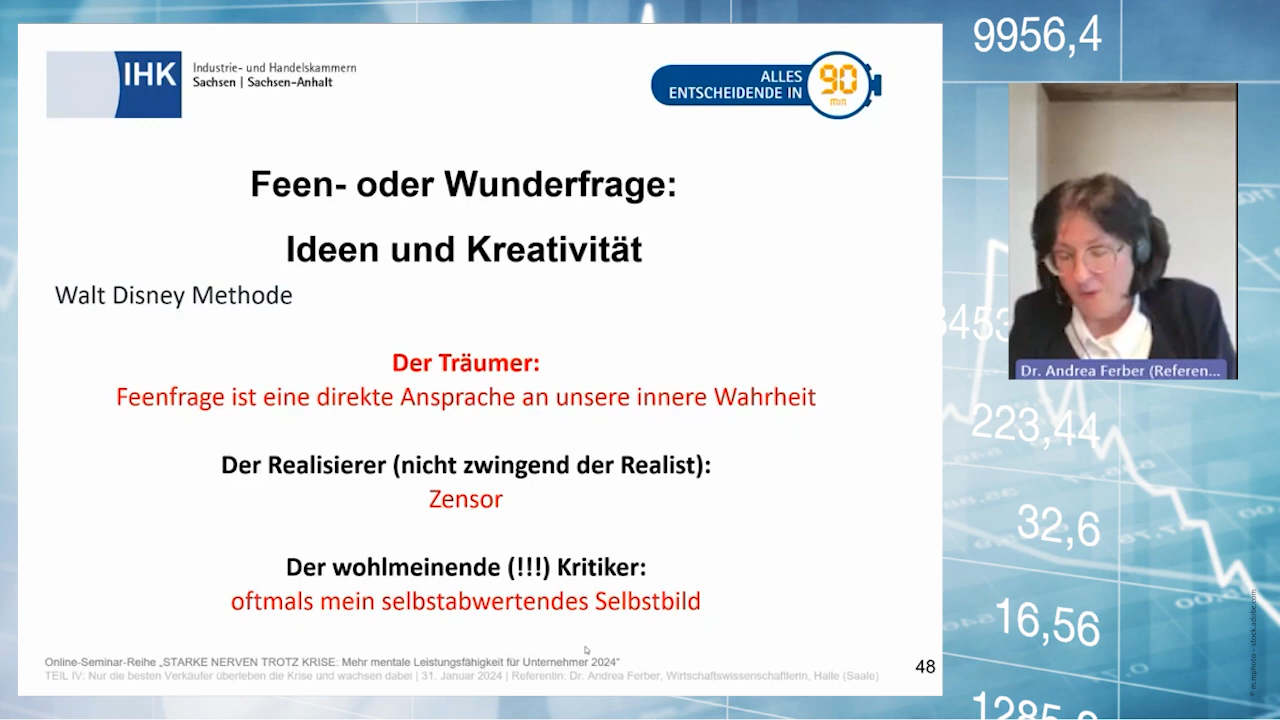 IHK
Industrie- und Handelskammern
Sachsen | Sachsen-Anhalt
ALLES
ENTSCHEIDENDE IN
90
min
Feen- oder Wunderfrage:
Ideen und Kreativität
Walt Disney Methode
Der Träumer:
Feenfrage ist eine direkte Ansprache an unsere innere Wahrheit
Der Realisierer (nicht zwingend der Realist):
Zensor
Der wohlmeinende (!!!) Kritiker:
oftmals mein selbstabwertendes Selbstbild
Online-Seminar-Reihe „STARKE NERVEN TROTZ KRISE: Mehr mentale Leistungsfähigkeit für Unternehmer 2024“
TEIL IV: Nur die besten Verkäufer überleben die Krise und wachsen dabei | 31. Januar 2024 | Referentin: Dr. Andrea Ferber, Wirtschaftswissenschaftlerin, Halle (Saale)
48
9956,4
Dr. Andrea Ferber (Referen...
223,44
32,6
16,56
© m.mphoto - stock.adobe.com